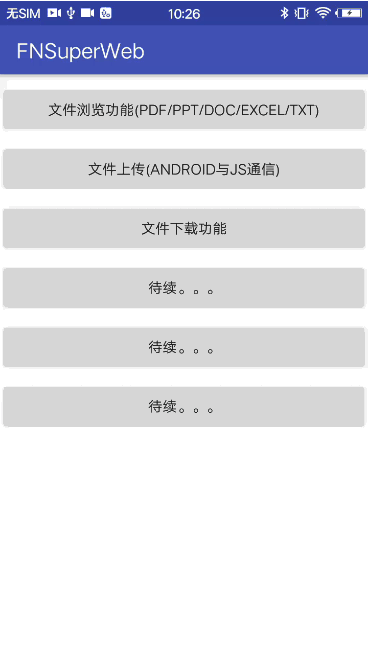 无SIM 10:26
FNSuperWeb
文件浏览功能(PDF/PPT/DOC/EXCEL/TXT)
文件上传(ANDROID与JS通信)
文件下载功能
待续。。。
待续。。。
待续。。。